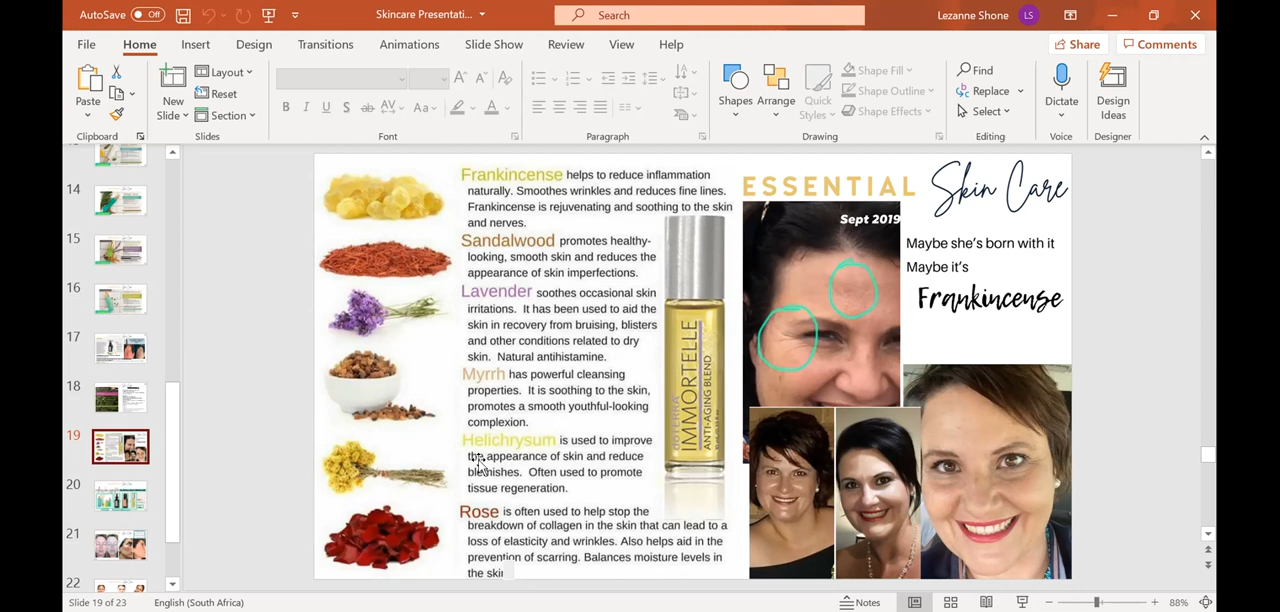 AutoSave Off
Skincare Presentati...
Search
Lezanne Shone LS
File Home Insert Design Transitions Animations Slide Show Review View Help
Share Comments
Paste
Clipboard
New Slide
Layout
Reset
Section
Slides
B I U S ab AV Aa A
Font
Paragraph
Shapes
Arrange
Quick Styles
Shape Fill
Shape Outline
Shape Effects
Drawing
Find
Replace
Select
Editing
Dictate
Voice
Design Ideas
Designer
14
15
16
17
18
19
20
21
22
Frankincense helps to reduce inflammation
naturally. Smoothes wrinkles and reduces fine lines.
Frankincense is rejuvenating and soothing to the skin
and nerves.
Sandalwood promotes healthy-
looking, smooth skin and reduces the
appearance of skin imperfections.
Lavender soothes occasional skin
irritations. It has been used to aid the
skin in recovery from bruising, blisters
and other conditions related to dry
skin. Natural antihistamine.
Myrrh has powerful cleansing
properties. It is soothing to the skin,
promotes a smooth youthful-looking
complexion.
Helichrysum is used to improve
the appearance of skin and reduce
blemishes. Often used to promote
tissue regeneration.
Rose is often used to help stop the
breakdown of collagen in the skin that can lead to a
loss of elasticity and wrinkles. Also helps aid in the
prevention of scarring. Balances moisture levels in
the skin
IMMORTELLE
ANTI-AGING BLEND
ESSENTIAL Skin Care
Sept 2019
Maybe she's born with it
Maybe it's
Frankincense
Slide 19 of 23 English (South Africa)
Notes
88%